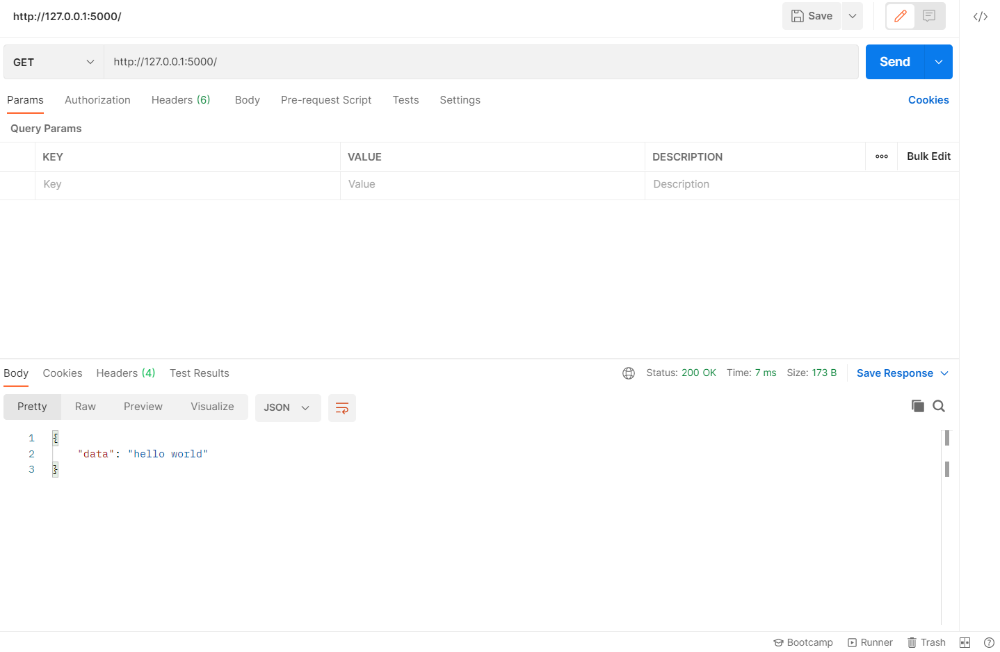 http://127.0.0.1:5000/
Save
GET http://127.0.0.1:5000/ Send
Params Authorization Headers (6) Body Pre-request Script Tests Settings Cookies
Query Params
KEY VALUE DESCRIPTION Bulk Edit
Key Value Description
Body Cookies Headers (4) Test Results Status: 200 OK Time: 7 ms Size: 173 B Save Response
Pretty Raw Preview Visualize JSON
1 {
2 "data": "hello world"
3 }
Bootcamp Runner Trash